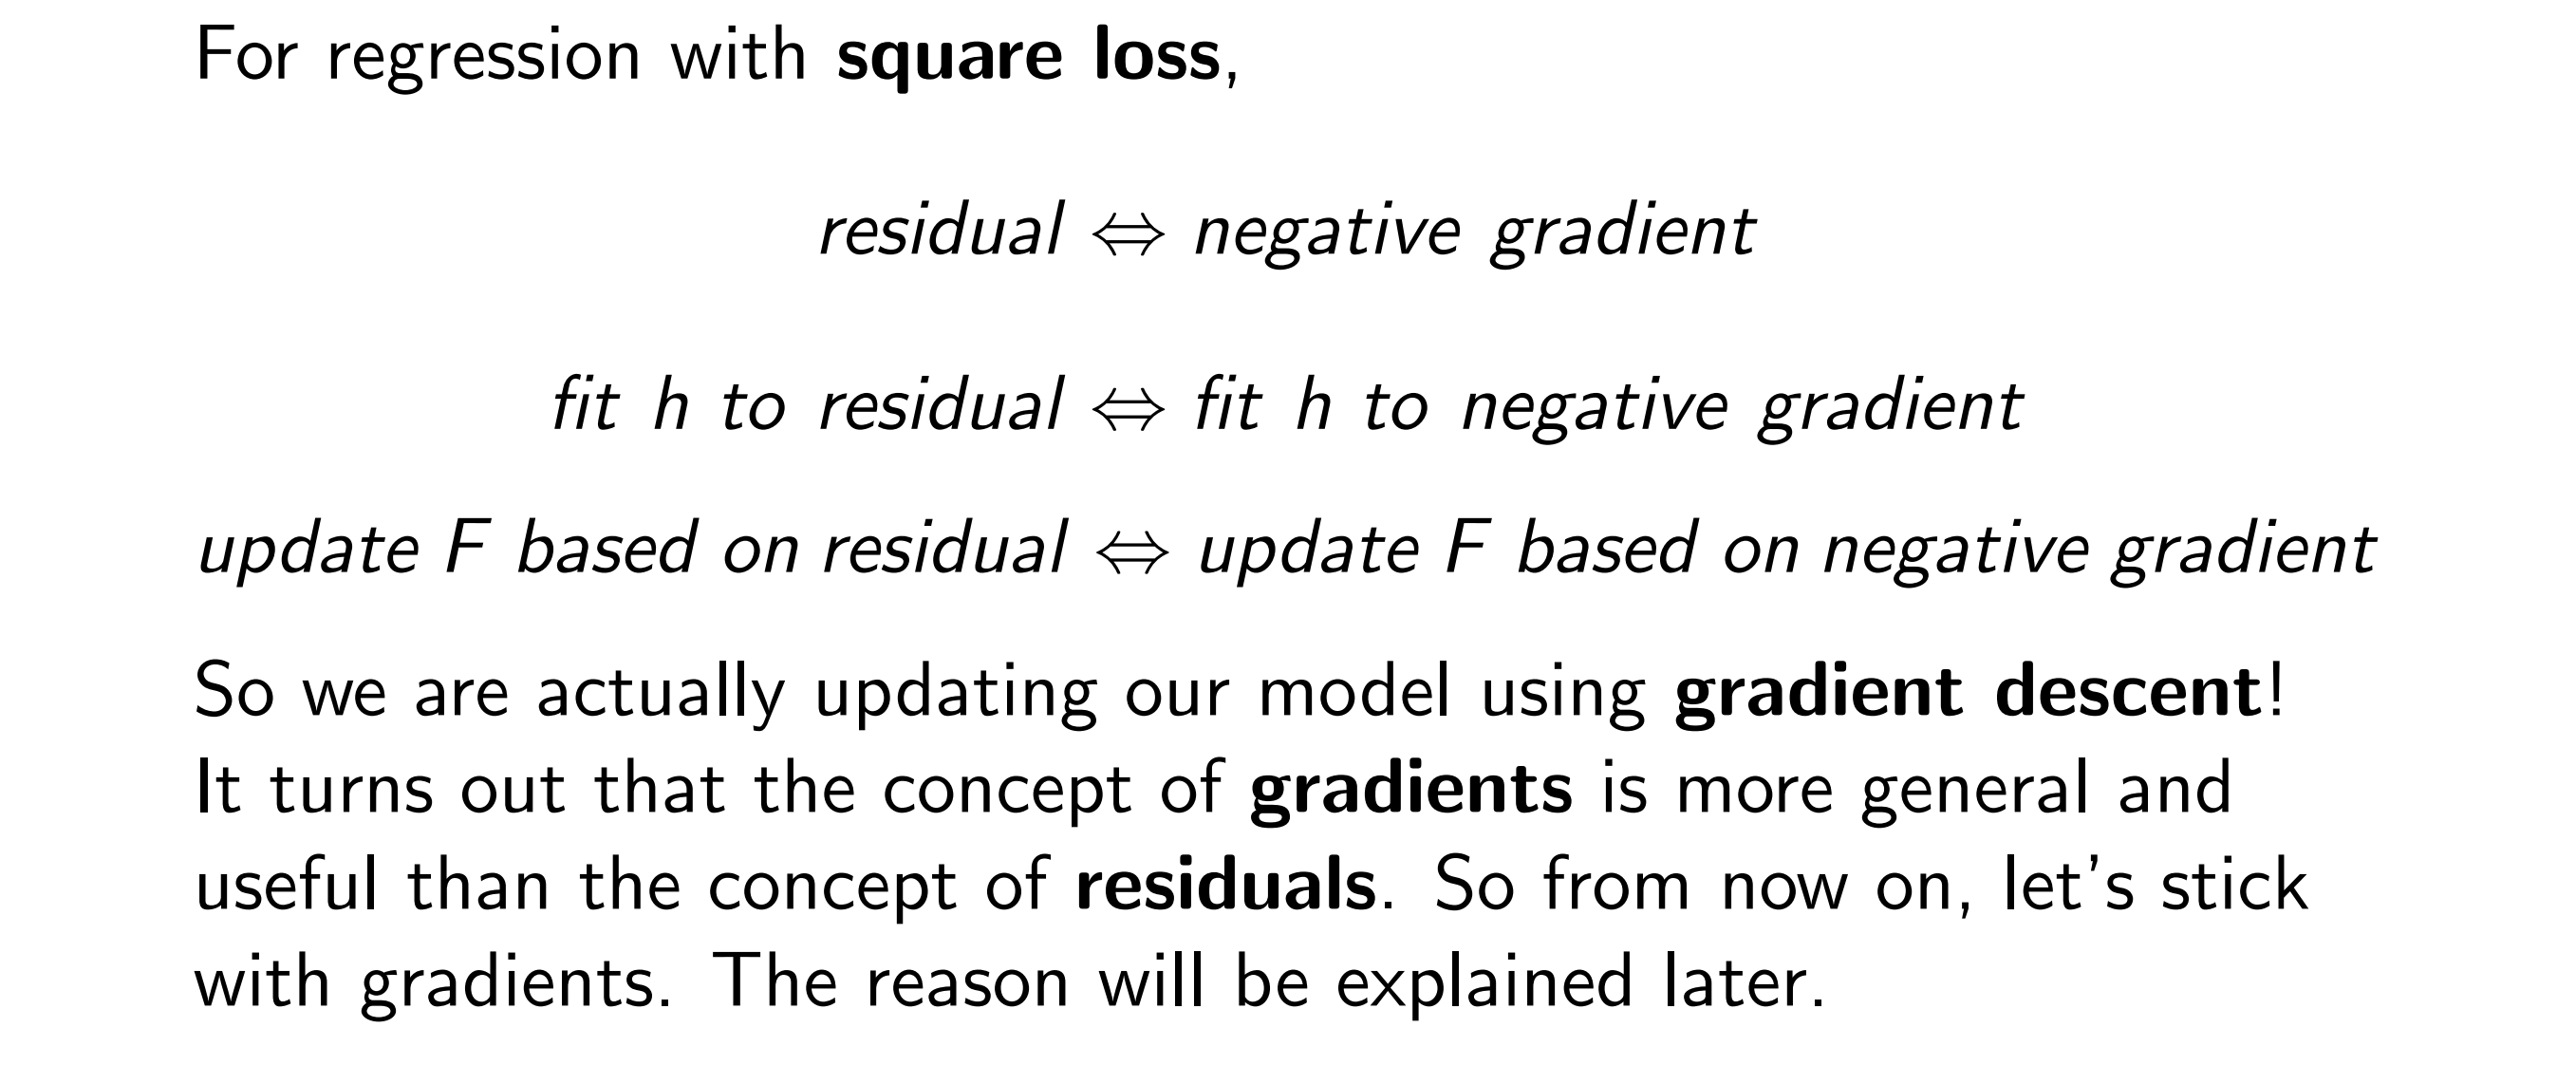 For regression with square loss,
residual ⇔ negative gradient
fit h to residual ⇔ fit h to negative gradient
update F based on residual ⇔ update F based on negative gradient
So we are actually updating our model using gradient descent!
It turns out that the concept of gradients is more general and
useful than the concept of residuals. So from now on, let's stick
with gradients. The reason will be explained later.